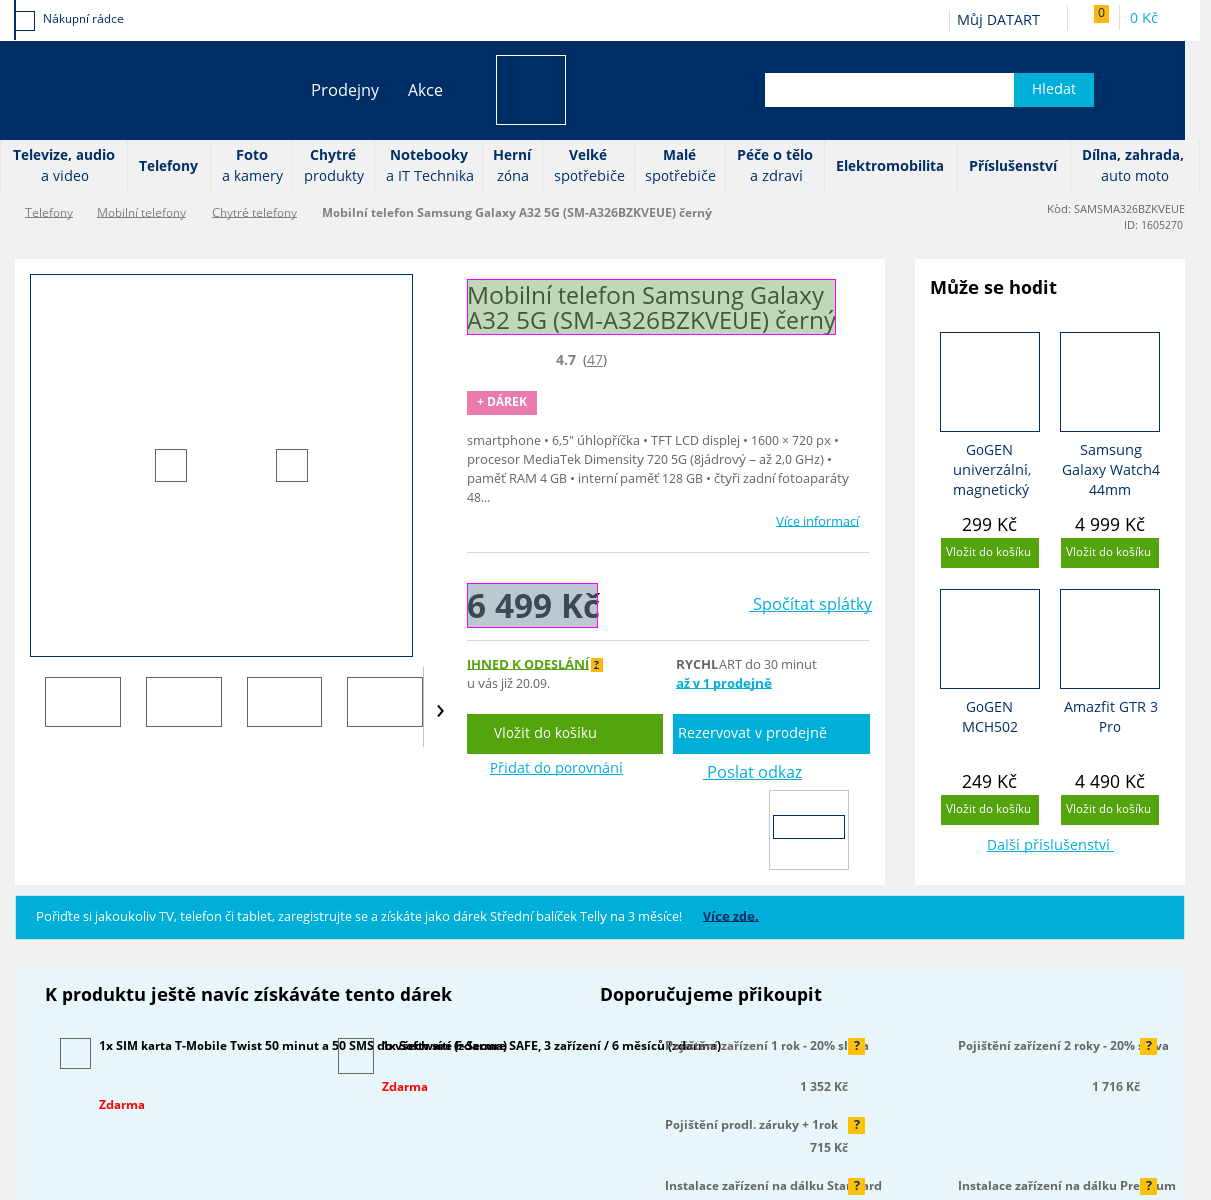 Nákupní rádce
Můj DATART
0
0 Kč
Prodejny
Akce
Hledat
Televize, audio
a video
Telefony
Foto
a kamery
Chytré
produkty
Notebooky
a IT Technika
Herní
zóna
Velké
spotřebiče
Malé
spotřebiče
Péče o tělo
a zdraví
Elektromobilita
Příslušenství
Dílna, zahrada,
auto moto
Telefony
Mobilní telefony
Chytré telefony
Mobilní telefon Samsung Galaxy A32 5G (SM-A326BZKVEUE) černý
Kód: SAMSMA326BZKVEUE
ID: 1605270
Mobilní telefon Samsung Galaxy
A32 5G (SM-A326BZKVEUE) černý
4.7 (47)
+ DÁREK
smartphone • 6,5" úhlopříčka • TFT LCD displej • 1600 × 720 px •
procesor MediaTek Dimensity 720 5G (8jádrový – až 2,0 GHz) •
paměť RAM 4 GB • interní paměť 128 GB • čtyři zadní fotoaparáty
48...
Více informací
6 499 Kč
Spočítat splátky
IHNED K ODESLÁNÍ ?
u vás již 20.09.
RYCHLART do 30 minut
až v 1 prodejně
Vložit do košíku
Rezervovat v prodejně
Přidat do porovnání
Poslat odkaz
Může se hodit
GoGEN
univerzální,
magnetický
299 Kč
Vložit do košíku
Samsung
Galaxy Watch4
44mm
4 999 Kč
Vložit do košíku
GoGEN
MCH502
249 Kč
Vložit do košíku
Amazfit GTR 3
Pro
4 490 Kč
Vložit do košíku
Další příslušenství
Pořiďte si jakoukoliv TV, telefon či tablet, zaregistrujte se a získáte jako dárek Střední balíček Telly na 3 měsíce! Více zde.
K produktu ještě navíc získáváte tento dárek
1x SIM karta T-Mobile Twist 50 minut a 50 SMS do všech sítí (zdarma)
Zdarma
1x Software F-Secure SAFE, 3 zařízení / 6 měsíců (zdarma)
Zdarma
Doporučujeme přikoupit
Pojištění zařízení 1 rok - 20% sleva
?
1 352 Kč
Pojištění zařízení 2 roky - 20% sleva
?
1 716 Kč
Pojištění prodl. záruky + 1rok
?
715 Kč
Instalace zařízení na dálku Standard
?
Instalace zařízení na dálku Premium
?